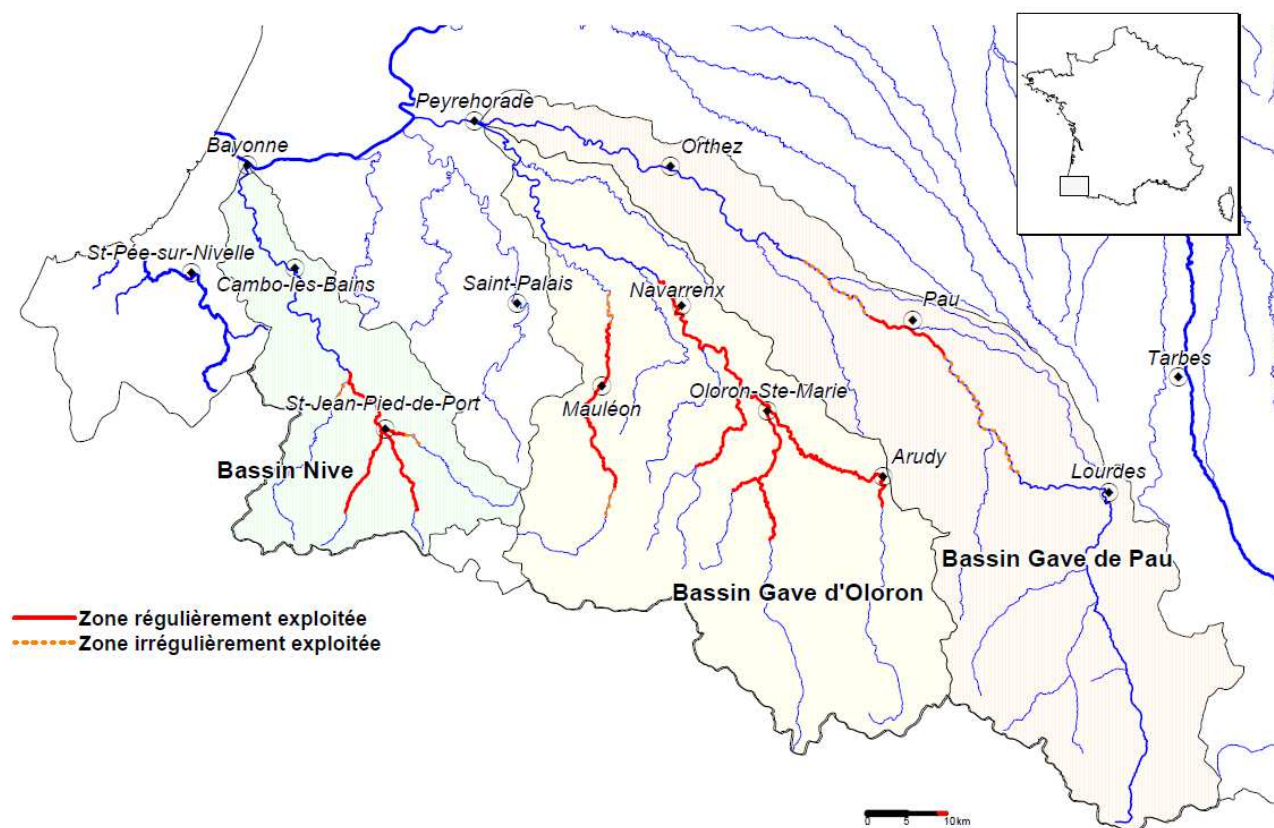 Peyrehorade
Bayonne
Orthez
St-Pée-sur-Nivelle
Cambo-les-Bains
Saint-Palais
Navarrenx
Pau
Tarbes
St-Jean-Pied-de-Port
Mauléon
Oloron-Ste-Marie
Arudy
Lourdes
Bassin Nive
Bassin Gave de Pau
Bassin Gave d'Oloron
Zone régulièrement exploitée
Zone irrégulièrement exploitée
0 5 10km